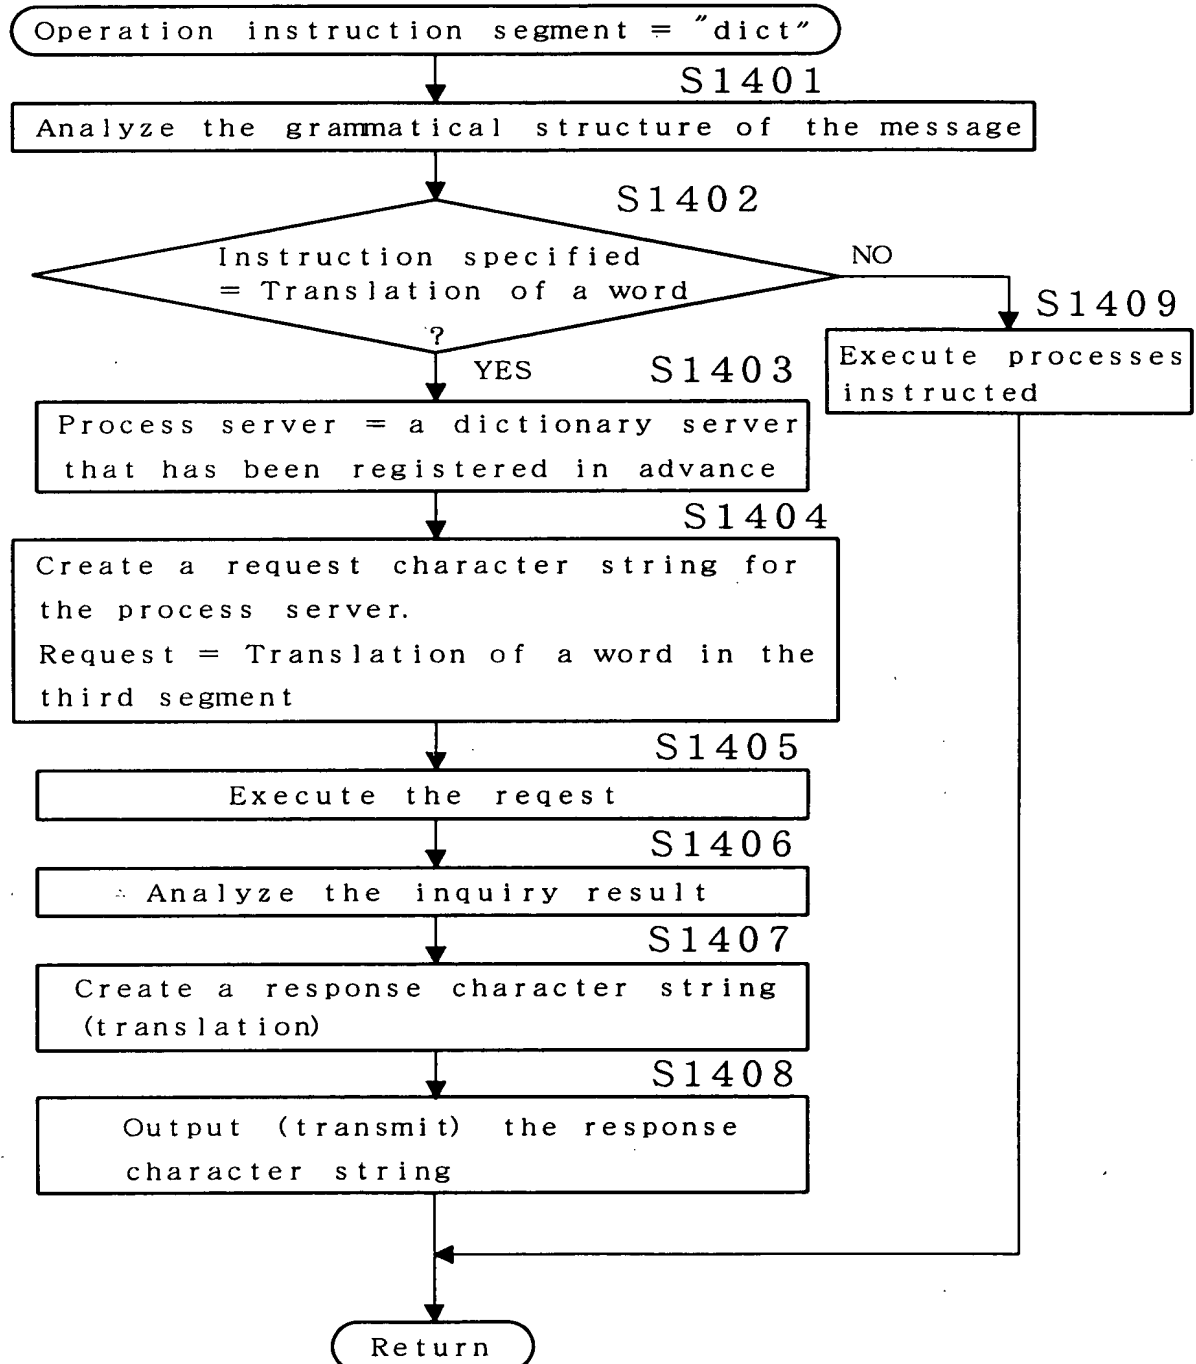 Operation instruction segment = "dict"
S1401
Analyze the grammatical structure of the message
S1402
Instruction specified
= Translation of a word
?
NO
S1409
Execute processes
instructed
YES
S1403
Process server = a dictionary server
that has been registered in advance
S1404
Create a request character string for
the process server.
Request = Translation of a word in the
third segment
S1405
Execute the reqest
S1406
Analyze the inquiry result
S1407
Create a response character string
(translation)
S1408
Output (transmit) the response
character string
Return